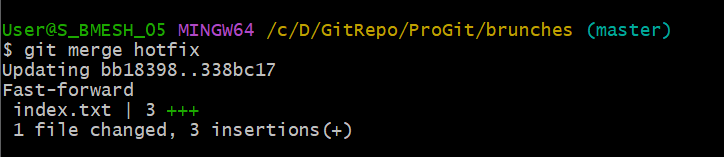 User@S_BMESH_05 MINGW64 /c/D/GitRepo/ProGit/brunches (master)
$ git merge hotfix
Updating bb18398..338bc17
Fast-forward
 index.txt | 3 +++
 1 file changed, 3 insertions(+)